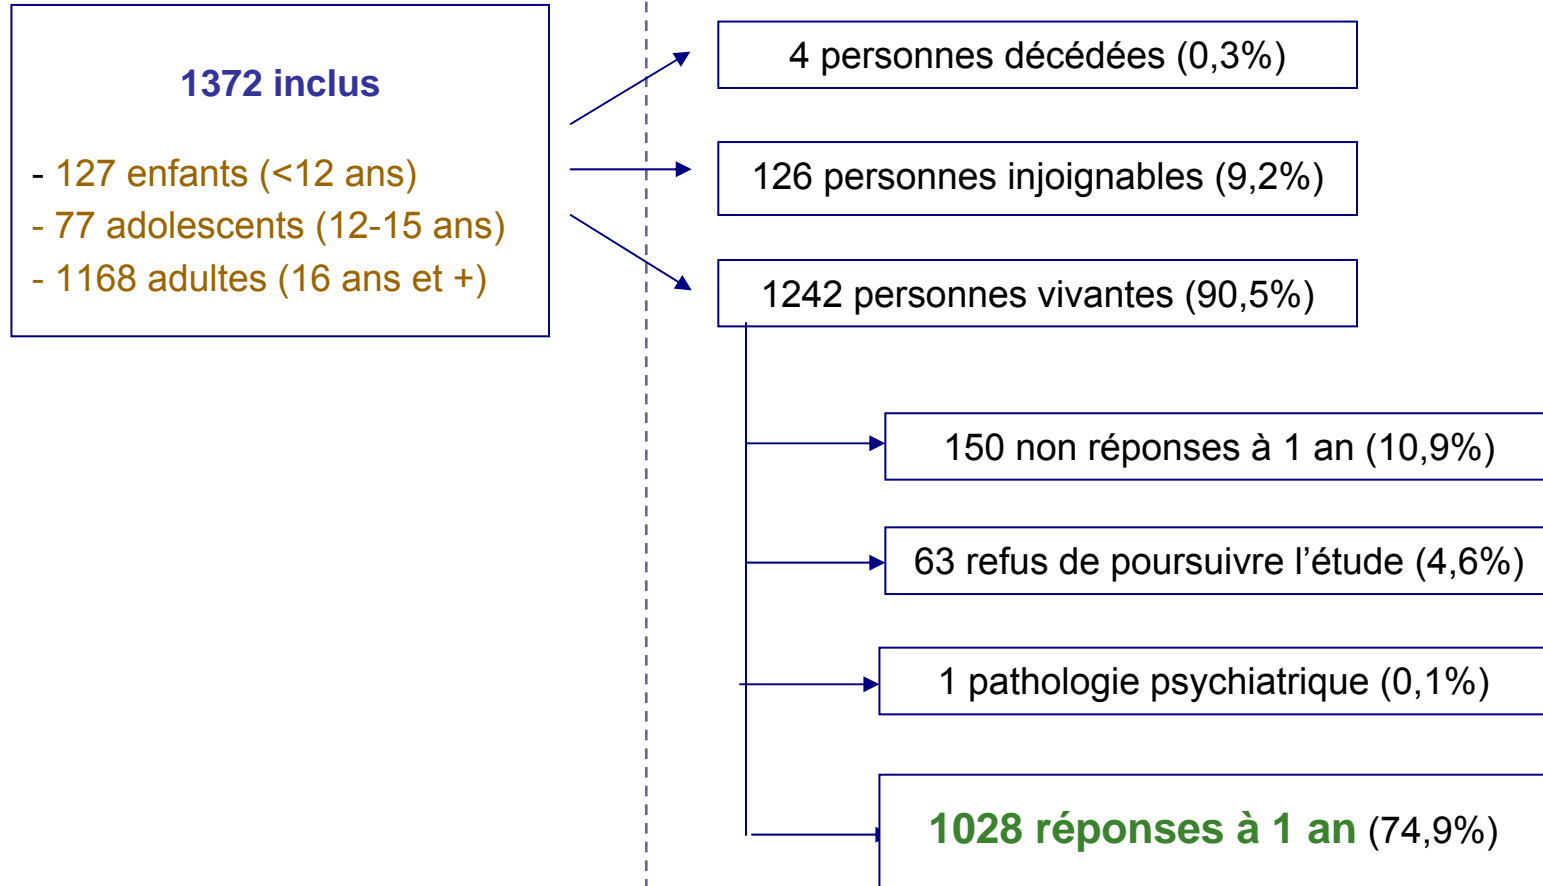 1372 inclus
- 127 enfants (<12 ans)
- 77 adolescents (12-15 ans)
- 1168 adultes (16 ans et +)
4 personnes décédées (0,3%)
126 personnes injoignables (9,2%)
1242 personnes vivantes (90,5%)
150 non réponses à 1 an (10,9%)
63 refus de poursuivre l’étude (4,6%)
1 pathologie psychiatrique (0,1%)
1028 réponses à 1 an (74,9%)